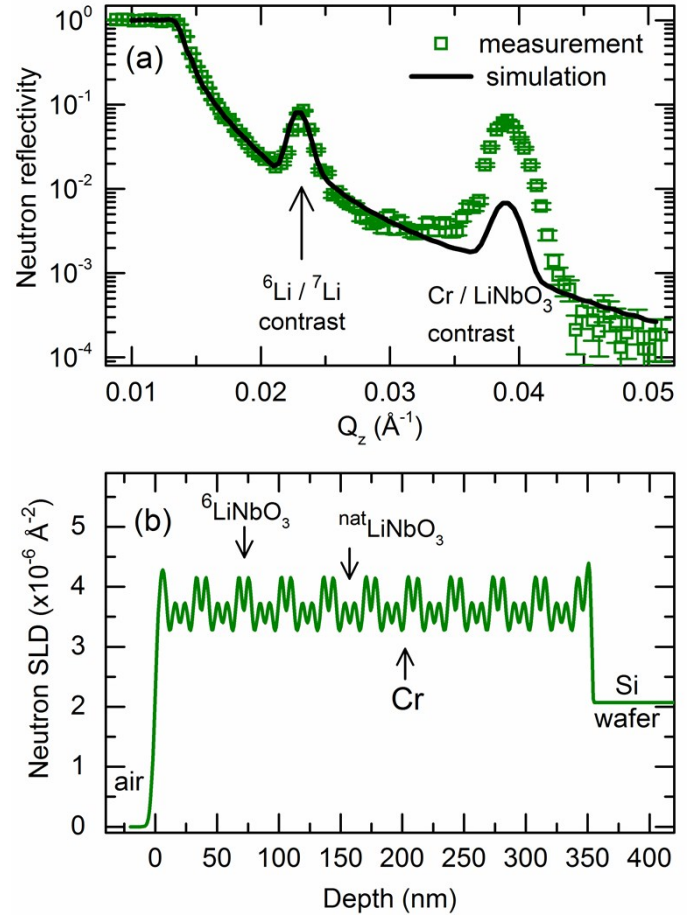 (a)
measurement
simulation
⁶Li / ⁷Li
contrast
Cr / LiNbO₃
contrast
Neutron reflectivity
10⁰
10⁻¹
10⁻²
10⁻³
10⁻⁴
0.01 0.02 0.03 0.04 0.05
Q_z (Å⁻¹)
(b)
⁶LiNbO₃
ⁿᵃᵗLiNbO₃
Cr
air
Si
wafer
Neutron SLD (x10⁻⁶ Å⁻²)
5
4
3
2
1
0
0 50 100 150 200 250 300 350 400
Depth (nm)